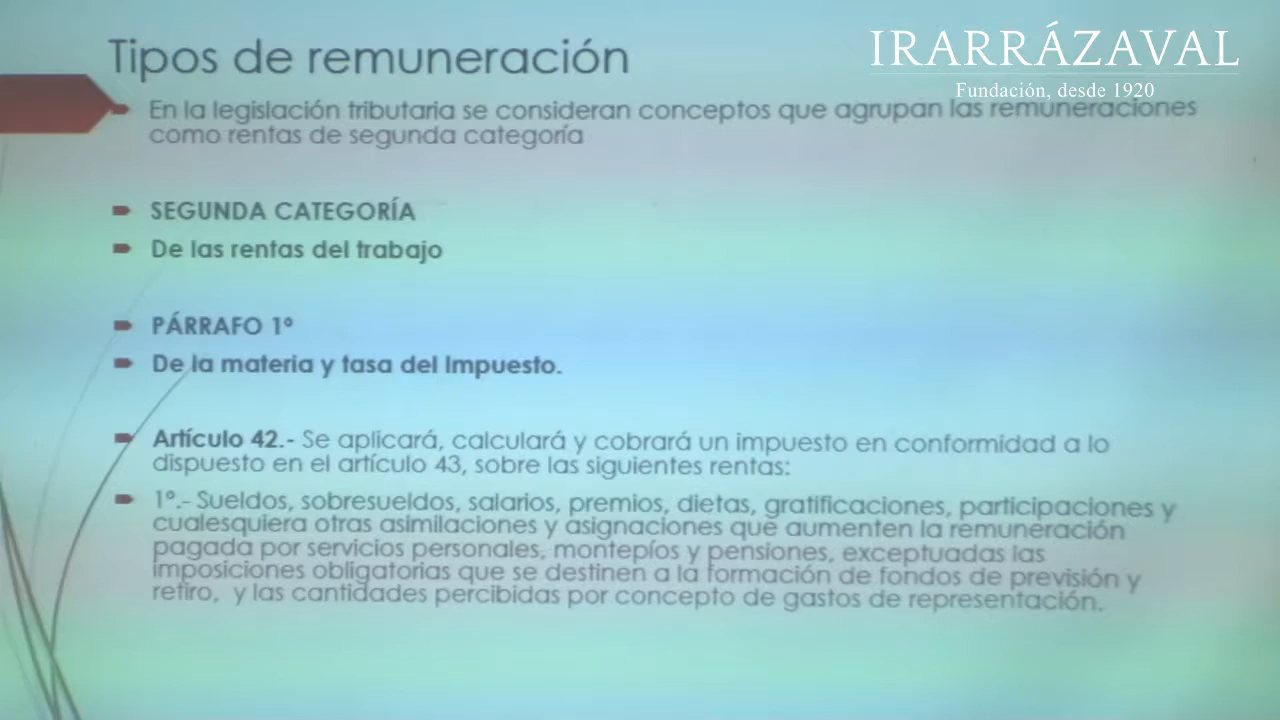 IRARRÁZAVAL
Fundación, desde 1920
Tipos de remuneración
En la legislación tributaria se consideran conceptos que agrupan las remuneraciones
como rentas de segunda categoría
SEGUNDA CATEGORÍA
De las rentas del trabajo
PÁRRAFO 1º
De la materia y tasa del Impuesto.
Artículo 42.- Se aplicará, calculará y cobrará un impuesto en conformidad a lo
dispuesto en el artículo 43, sobre las siguientes rentas:
1º.- Sueldos, sobresueldos, salarios, premios, dietas, gratificaciones, participaciones y
cualesquiera otras asimilaciones y asignaciones que aumenten la remuneración
pagada por servicios personales, montepíos y pensiones, exceptuadas las
imposiciones obligatorias que se destinen a la formación de fondos de previsión y
retiro, y las cantidades percibidas por concepto de gastos de representación.